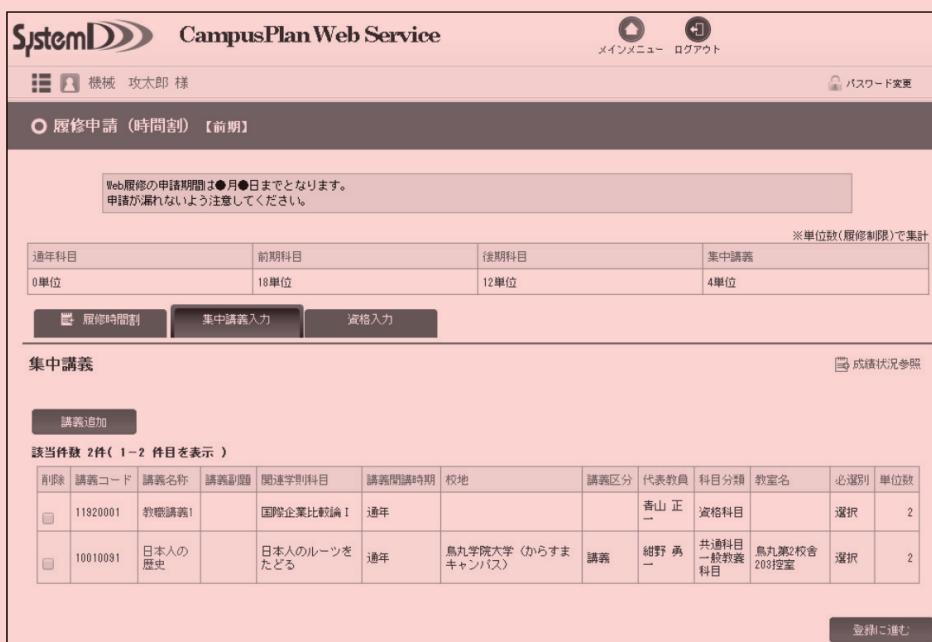 SystemD CampusPlan Web Service
メインメニュー ログアウト
機械 攻太郎 様 パスワード変更
履修申請（時間割）【前期】
Web履修の申請期間は●月●日までとなります。
申請が漏れないよう注意してください。
※単位数(履修制限)で集計
通年科目 前期科目 後期科目 集中講義
0単位 18単位 12単位 4単位
履修時間割 集中講義入力 資格入力
集中講義 成績状況参照
講義追加
該当件数 2件( 1-2 件目を表示 )
削除 講義コード 講義名称 講義副題 関連学則科目 講義開講時期 校地 講義区分 代表教員 科目分類 教室名 必選別 単位数
11920001 教職講義1 国際企業比較論Ⅰ 通年 香山 正一 資格科目 選択 2
10010091 日本人の歴史 日本人のルーツをたどる 通年 烏丸学院大学（からすまキャンパス） 講義 紺野 勇一 共通科目一般教養科目 烏丸第2校舎203控室 選択 2
登録に進む